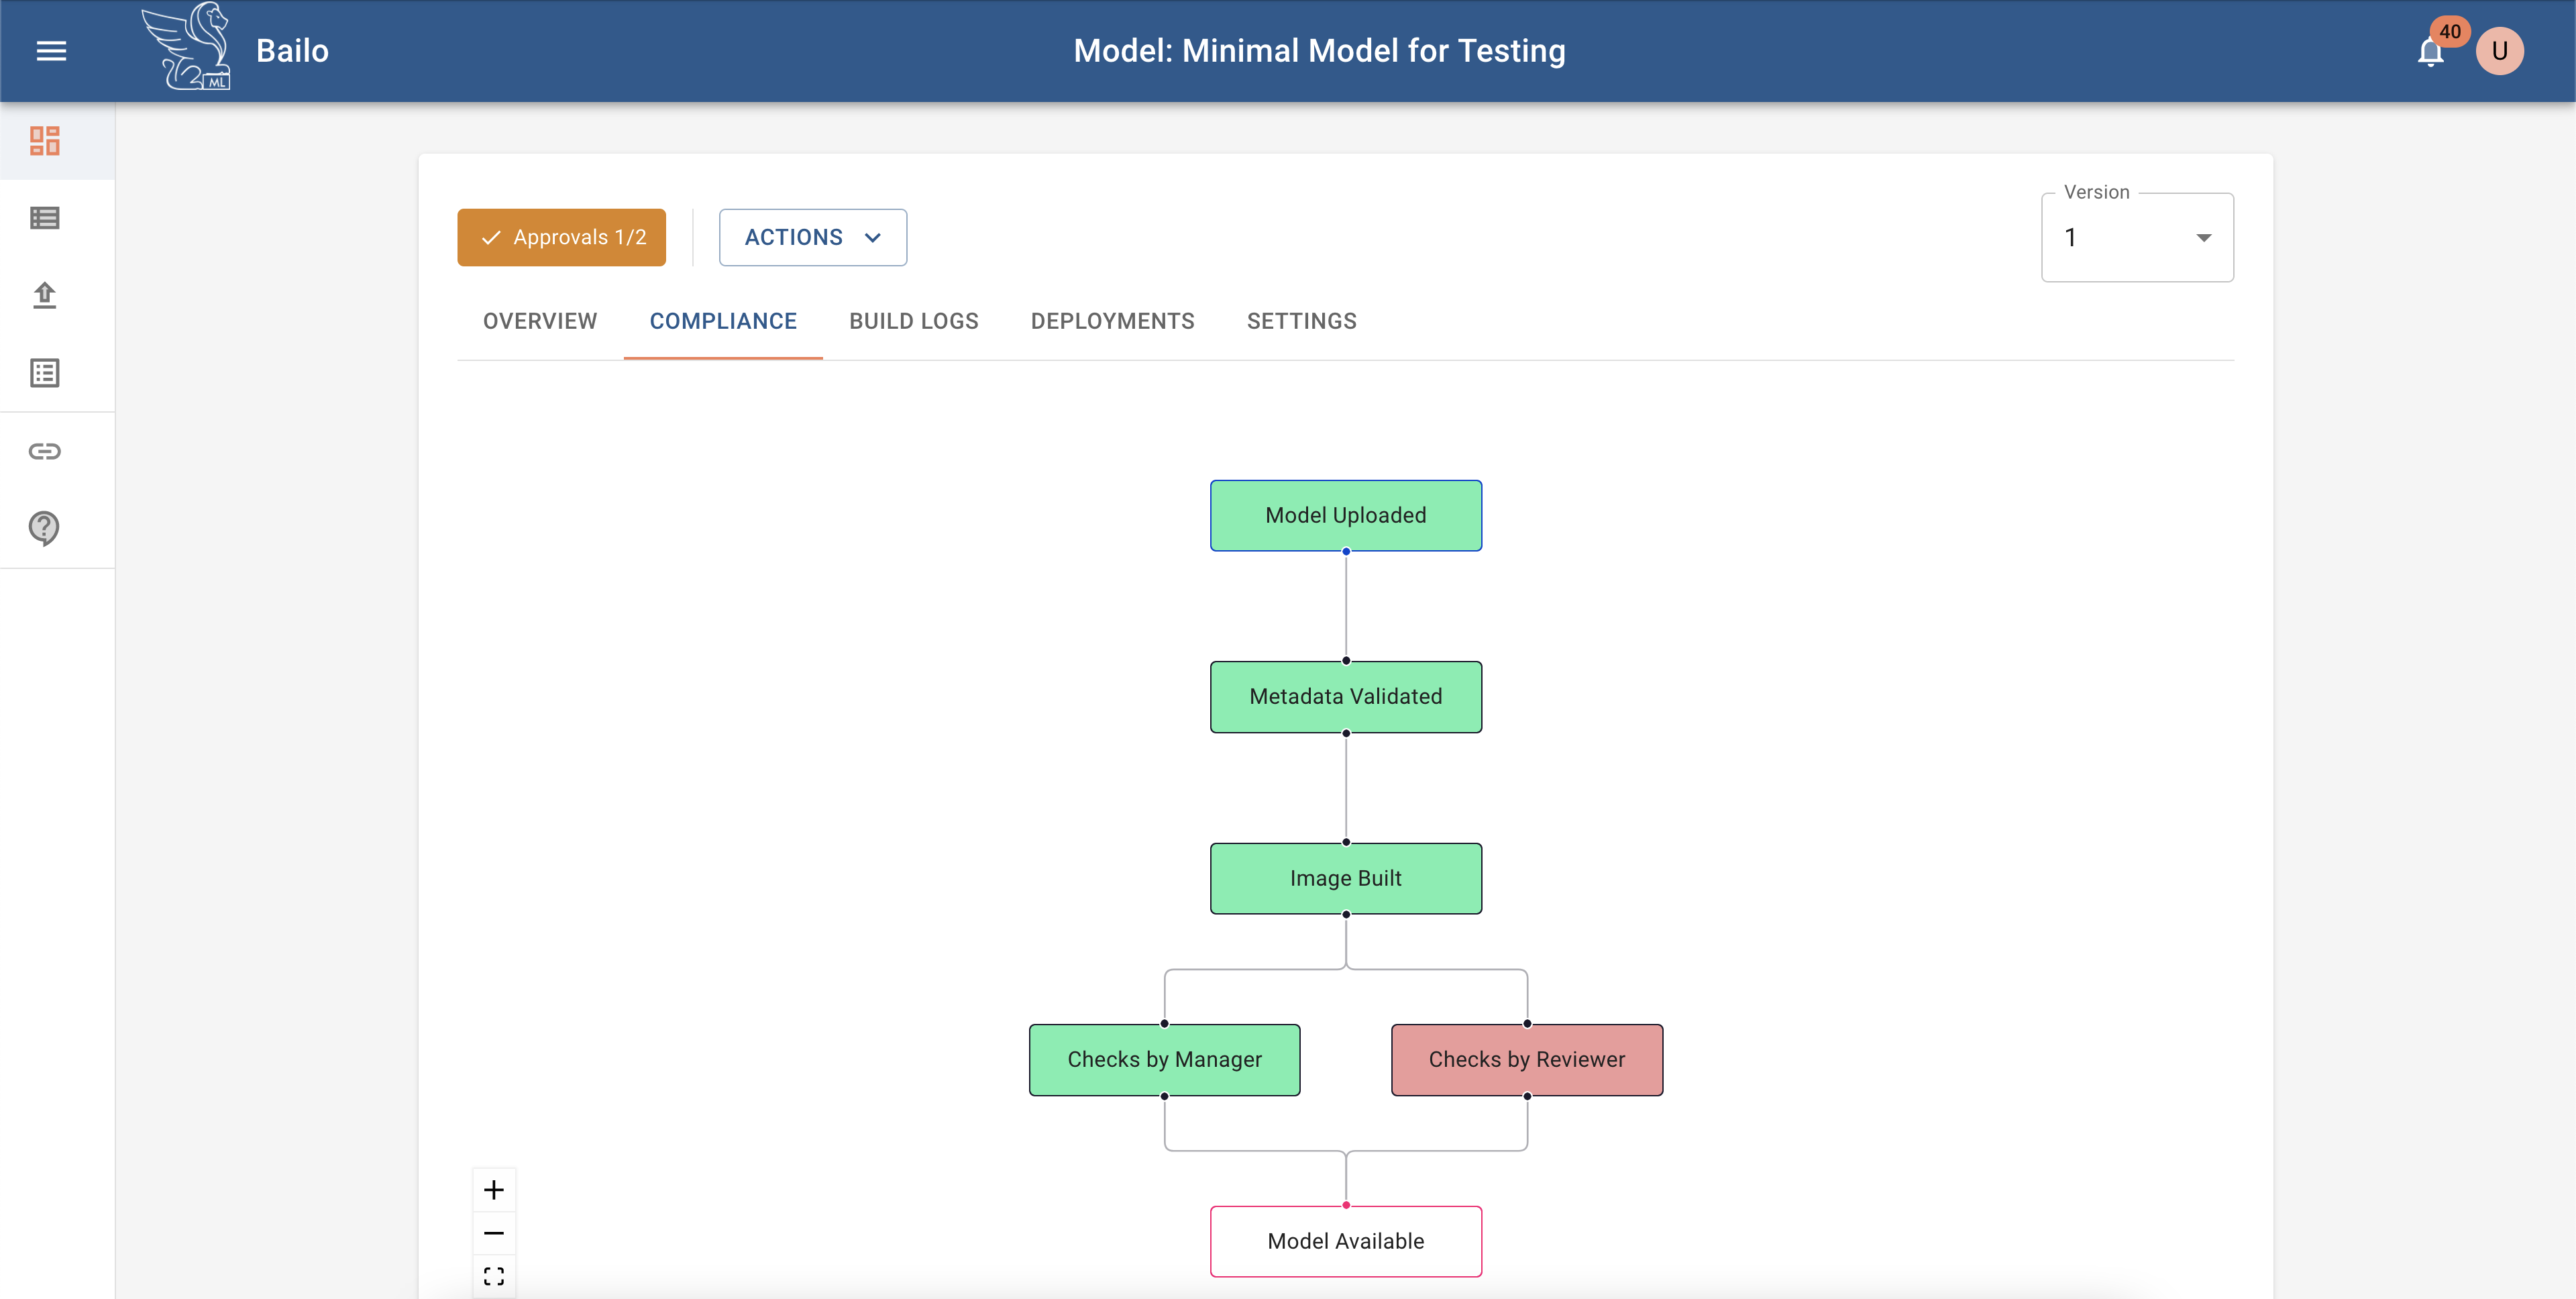 ML
Bailo
Model: Minimal Model for Testing
40
U
Approvals 1/2
ACTIONS
Version
1
OVERVIEW
COMPLIANCE
BUILD LOGS
DEPLOYMENTS
SETTINGS
Model Uploaded
Metadata Validated
Image Built
Checks by Manager
Checks by Reviewer
Model Available